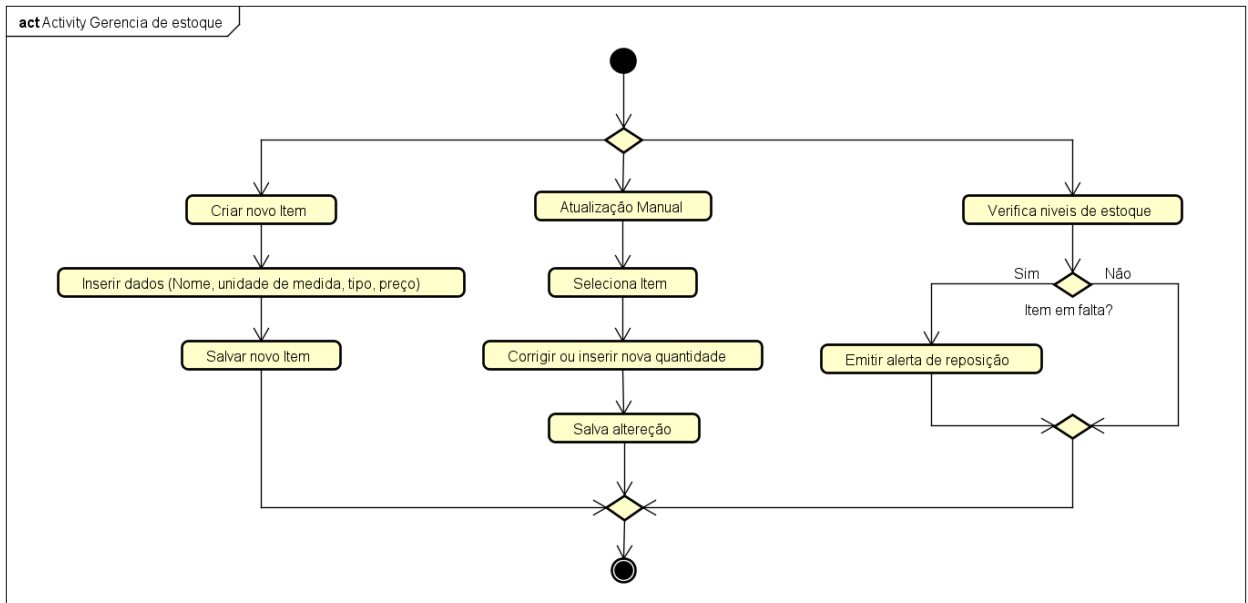 act Activity Gerencia de estoque
Criar novo Item
Atualização Manual
Verifica niveis de estoque
Inserir dados (Nome, unidade de medida, tipo, preço)
Seleciona Item
Sim
Não
Item em falta?
Salvar novo Item
Corrigir ou inserir nova quantidade
Emitir alerta de reposição
Salva altereção